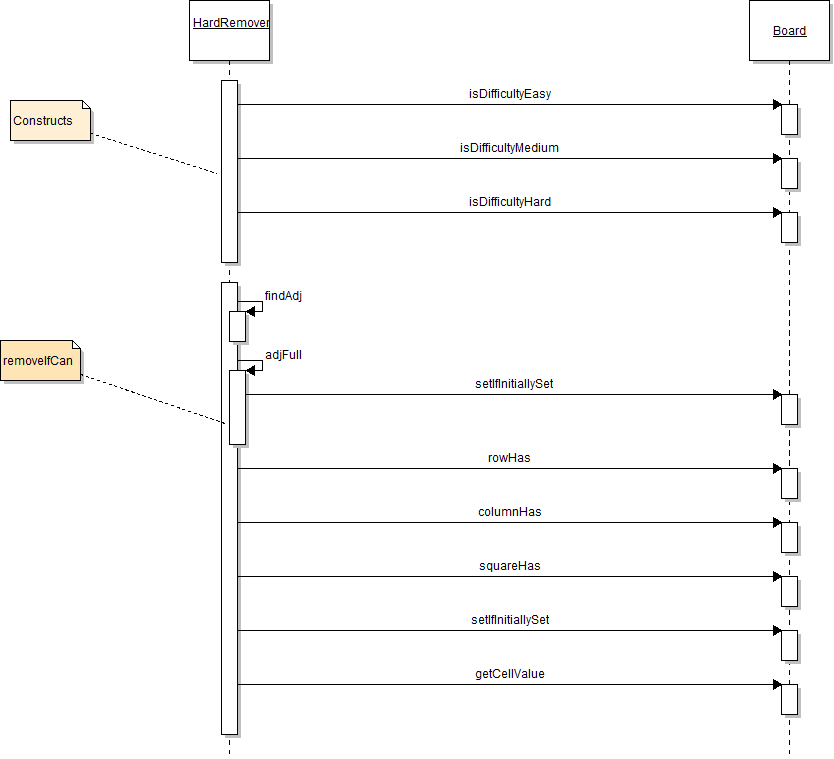 HardRemover
Board
isDifficultyEasy
Constructs
isDifficultyMedium
isDifficultyHard
findAdj
adjFull
removeIfCan
setIfInitiallySet
rowHas
columnHas
squareHas
setIfInitiallySet
getCellValue